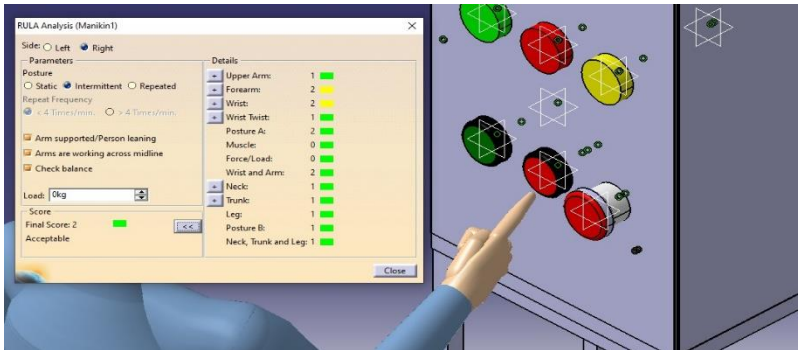 RULA Analysis (Manikin1)
Side: Left Right
Parameters
Posture
Static Intermittent Repeated
Repeat Frequency
< 4 Times/min. > 4 Times/min.
Arm supported/Person leaning
Arms are working across midline
Check balance
Load: 0kg
Score
Final Score: 2
<<
Acceptable
Details
+ Upper Arm: 1
+ Forearm: 2
+ Wrist: 2
+ Wrist Twist: 1
Posture A: 2
Muscle: 0
Force/Load: 0
Wrist and Arm: 2
+ Neck: 1
+ Trunk: 1
Leg: 1
Posture B: 1
Neck, Trunk and Leg: 1
Close